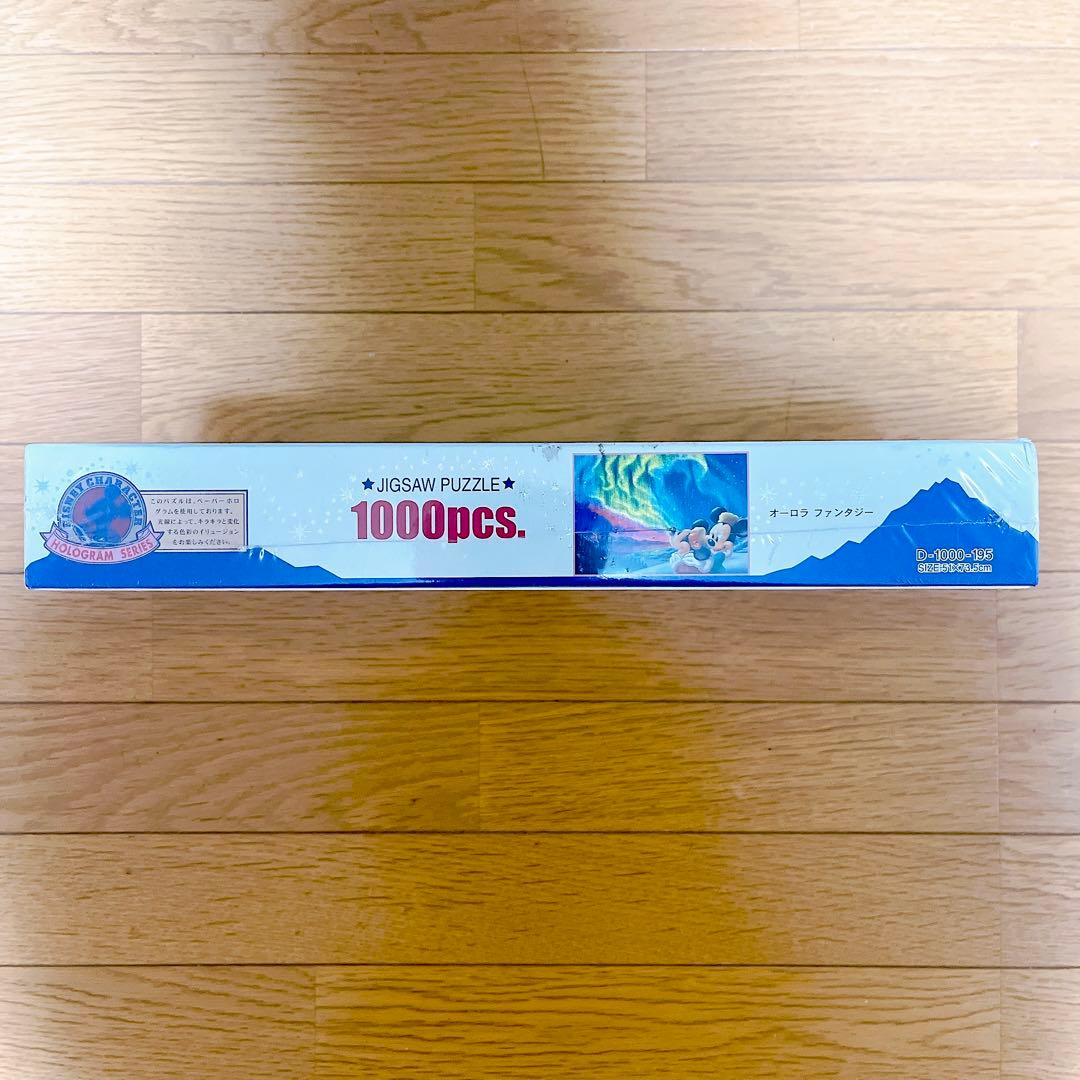 DISNEY CHARACTER
HOLOGRAM SERIES
このパズルは、ペーパーホロ
グラムを使用しております。
光線によって、キラキラと変化
する色彩のイリュージョン
をお楽しみください。
★JIGSAW PUZZLE★
1000pcs.
オーロラ ファンタジー
D-1000-195
SIZE:51×73.5cm